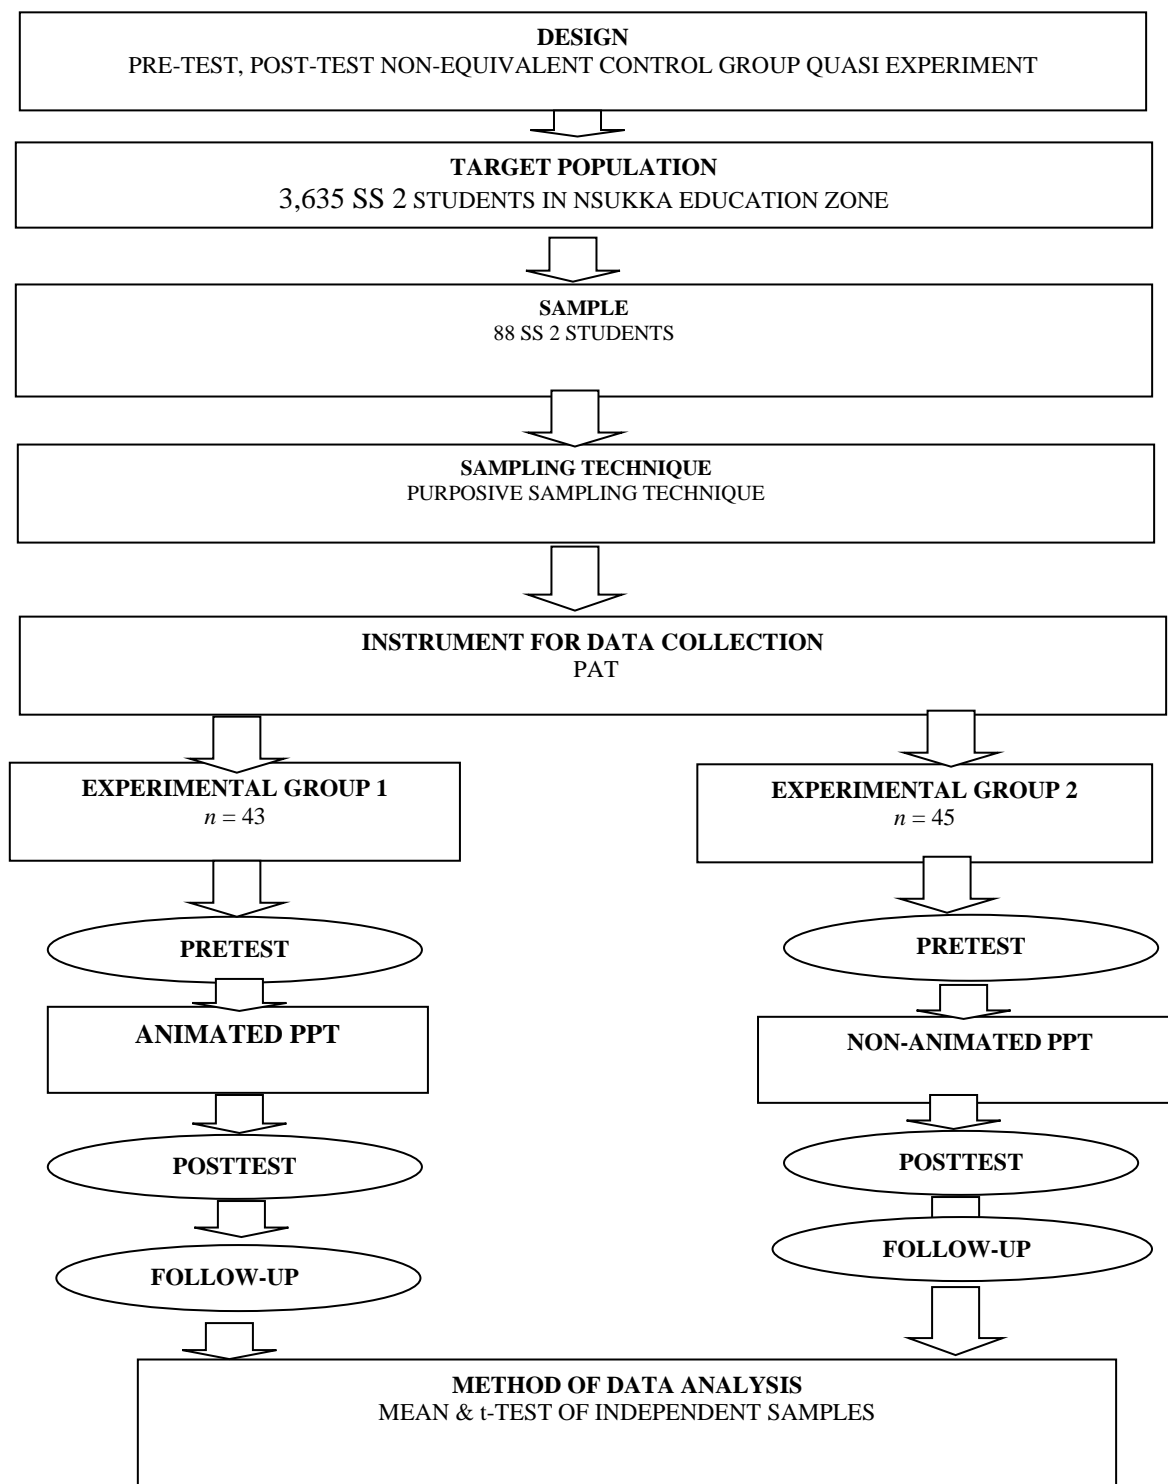 DESIGN
PRE-TEST, POST-TEST NON-EQUIVALENT CONTROL GROUP QUASI EXPERIMENT
TARGET POPULATION
3,635 SS 2 STUDENTS IN NSUKKA EDUCATION ZONE
SAMPLE
88 SS 2 STUDENTS
SAMPLING TECHNIQUE
PURPOSIVE SAMPLING TECHNIQUE
INSTRUMENT FOR DATA COLLECTION
PAT
EXPERIMENTAL GROUP 1
n = 43
EXPERIMENTAL GROUP 2
n = 45
PRETEST
PRETEST
ANIMATED PPT
NON-ANIMATED PPT
POSTTEST
POSTTEST
FOLLOW-UP
FOLLOW-UP
METHOD OF DATA ANALYSIS
MEAN & t-TEST OF INDEPENDENT SAMPLES